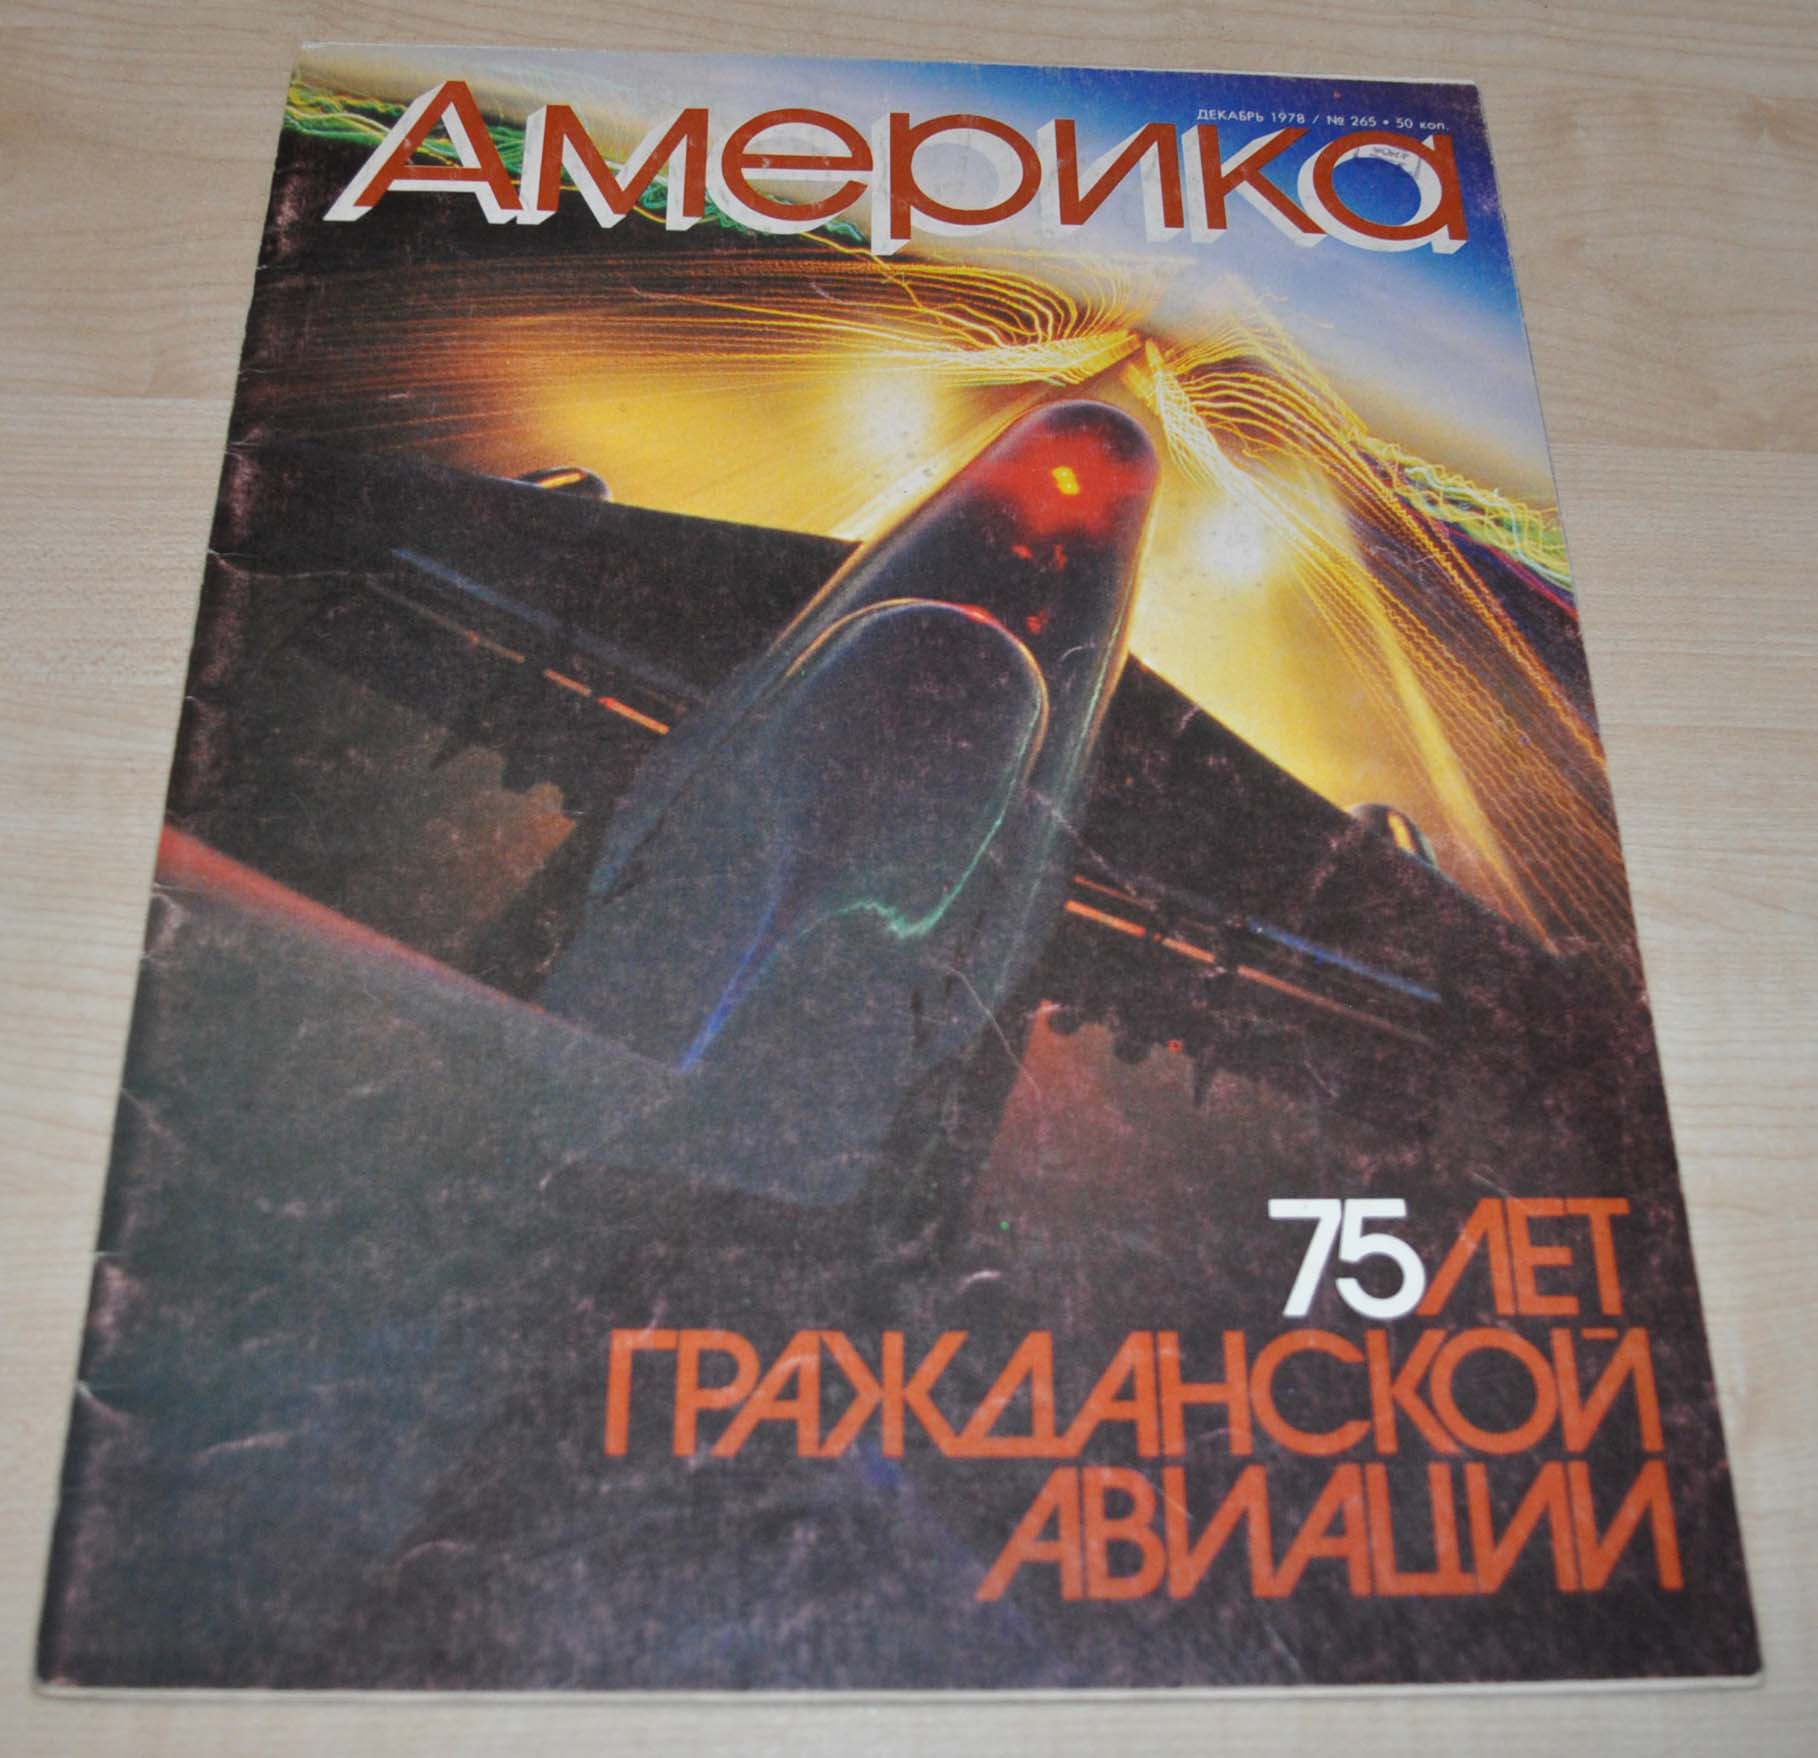 Америка
ДЕКАБРЬ 1978 / № 265 • 50 коп.
75 ЛЕТ
ГРАЖДАНСКОЙ
АВИАЦИИ